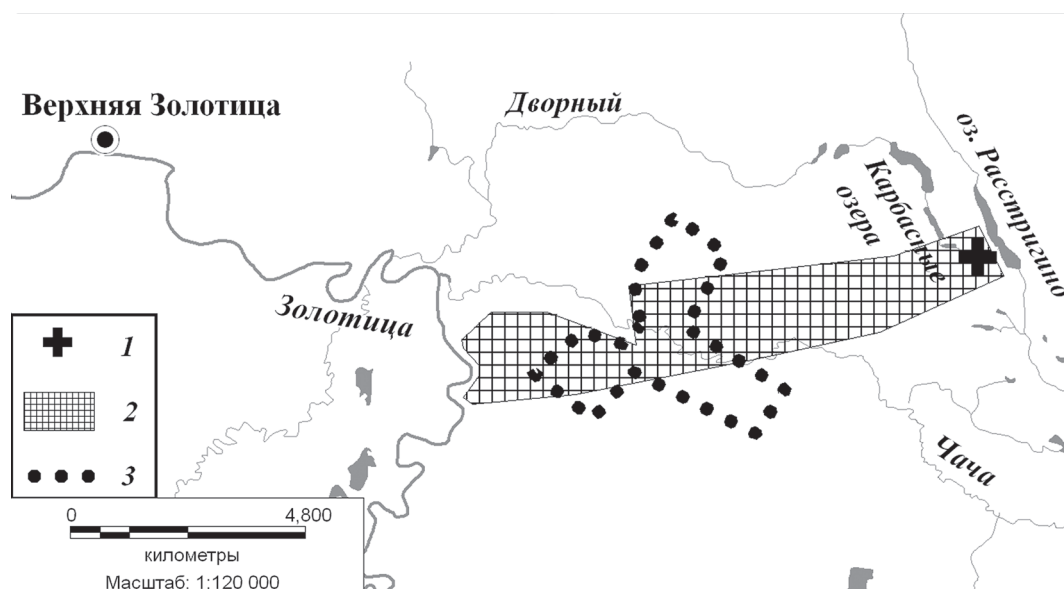 Верхняя Золотица
Дворный
оз. Расстригино
Карбасные
озера
Золотица
Чача
1
2
3
0 4,800
километры
Масштаб: 1:120 000